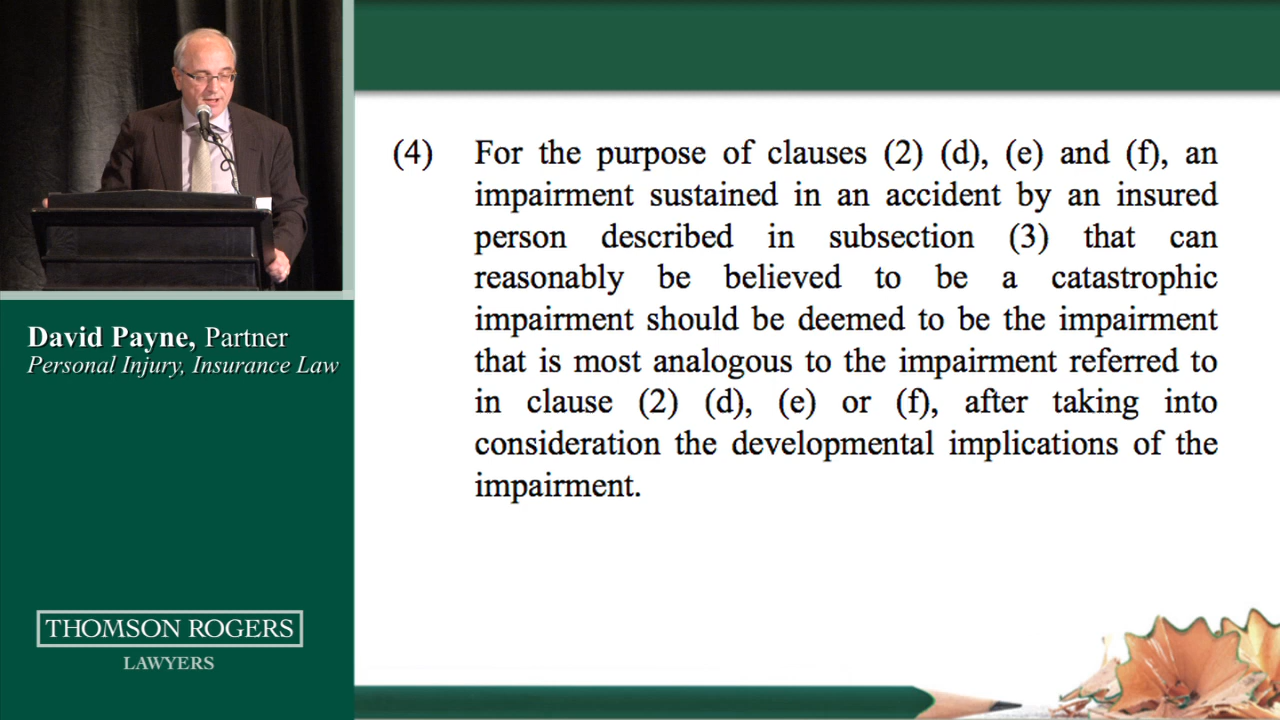 David Payne, Partner
Personal Injury, Insurance Law
THOMSON ROGERS
LAWYERS
(4) For the purpose of clauses (2) (d), (e) and (f), an
impairment sustained in an accident by an insured
person described in subsection (3) that can
reasonably be believed to be a catastrophic
impairment should be deemed to be the impairment
that is most analogous to the impairment referred to
in clause (2) (d), (e) or (f), after taking into
consideration the developmental implications of the
impairment.